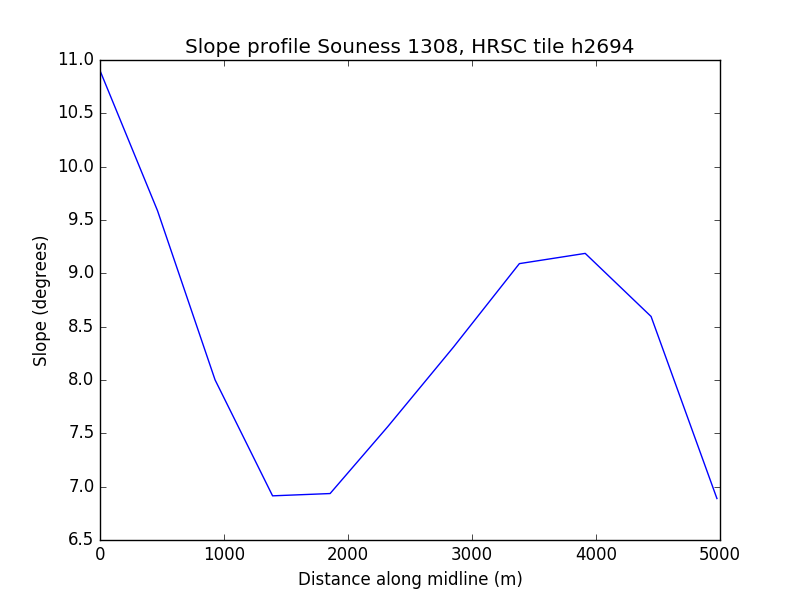 Slope profile Souness 1308, HRSC tile h2694
11.0
10.5
10.0
9.5
9.0
8.5
8.0
7.5
7.0
6.5
Slope (degrees)
0 1000 2000 3000 4000 5000
Distance along midline (m)